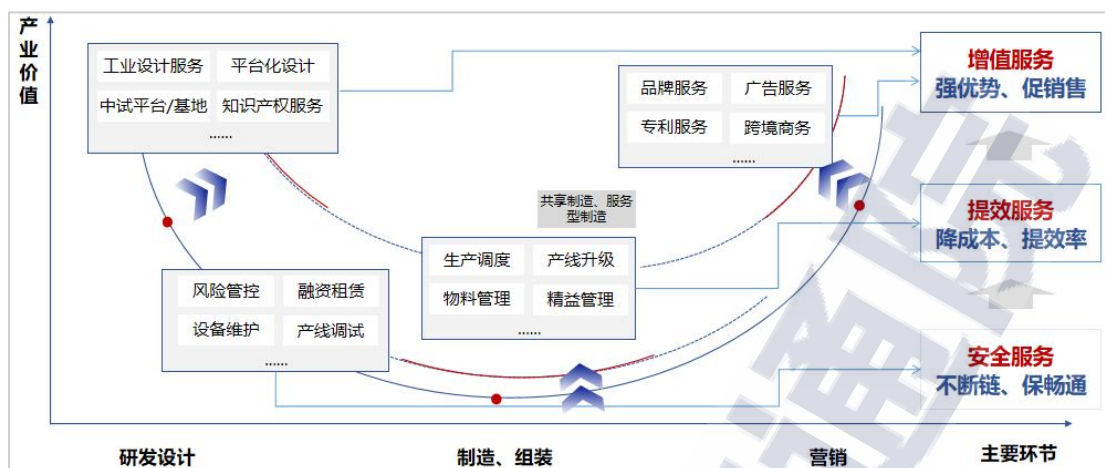 产业价值
工业设计服务 平台化设计
中试平台/基地 知识产权服务
......
品牌服务 广告服务
专利服务 跨境商务
......
增值服务
强优势、促销售
共享制造、服务
型制造
提效服务
降成本、提效率
生产调度 产线升级
物料管理 精益管理
......
风险管控 融资租赁
设备维护 产线调试
......
安全服务
不断链、保畅通
研发设计 制造、组装 营销 主要环节